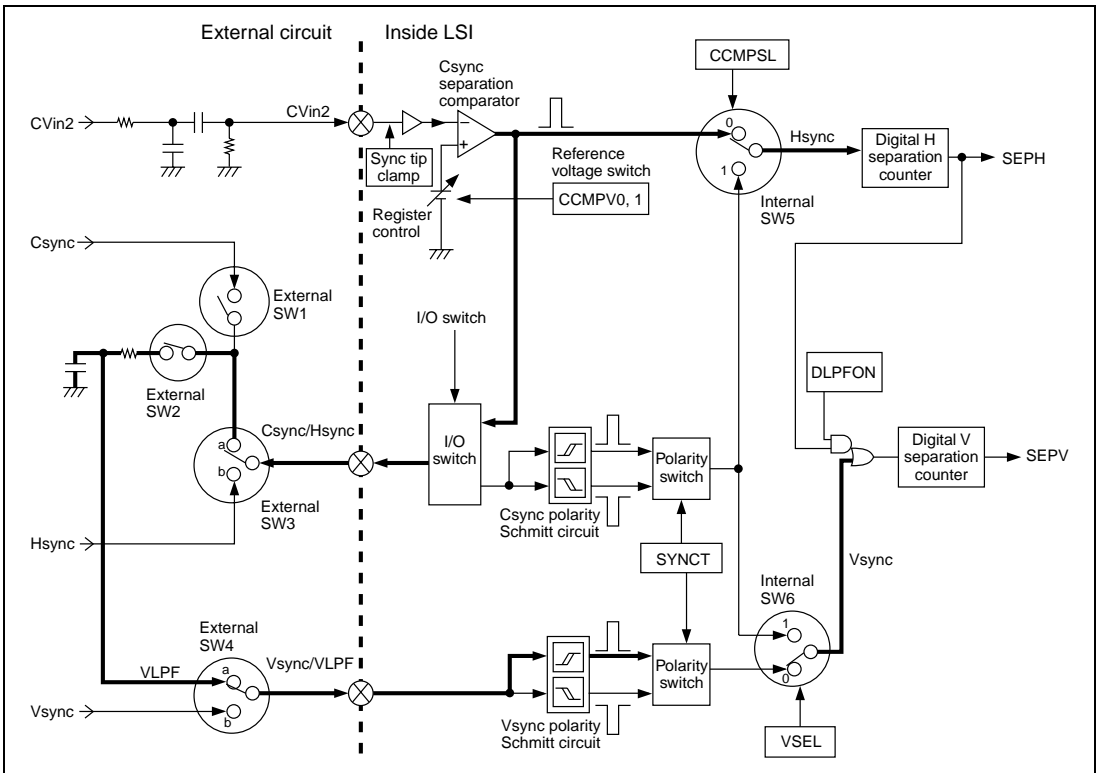 External circuit
Inside LSI
CVin2
CVin2
Sync tip
clamp
Csync
separation
comparator
−
+
Register
control
Reference
voltage switch
CCMPV0, 1
CCMPSL
0
1
Hsync
Internal
SW5
Digital H
separation
counter
SEPH
Csync
External
SW1
External
SW2
I/O switch
I/O
switch
Csync/Hsync
a
b
External
SW3
Hsync
Csync polarity
Schmitt circuit
Polarity
switch
SYNCT
DLPFON
Digital V
separation
counter
SEPV
Vsync
Internal
SW6
1
0
VSEL
External
SW4
VLPF
a
b
Vsync/VLPF
Vsync
Vsync polarity
Schmitt circuit
Polarity
switch